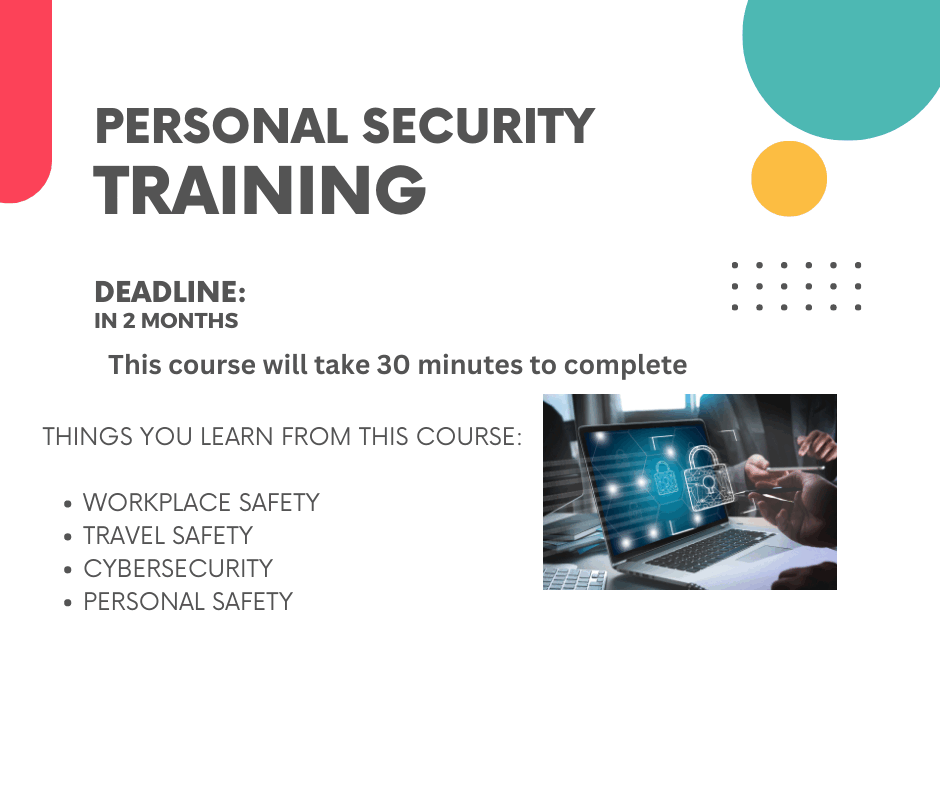 PERSONAL SECURITY
TRAINING
DEADLINE:
IN 2 MONTHS
This course will take 30 minutes to complete
THINGS YOU LEARN FROM THIS COURSE:
• WORKPLACE SAFETY
• TRAVEL SAFETY
• CYBERSECURITY
• PERSONAL SAFETY